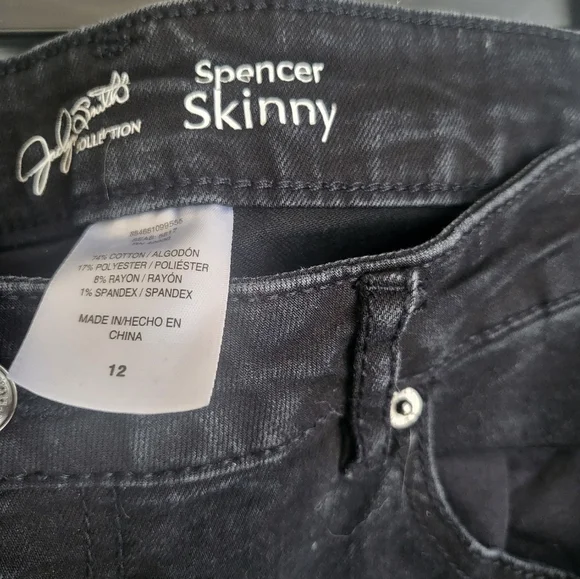 Spencer
Skinny
COLLECTION
74% COTTON / ALGODÓN
17% POLYESTER / POLIÉSTER
8% RAYON / RAYÓN
1% SPANDEX / SPANDEX
MADE IN/HECHO EN
CHINA
12